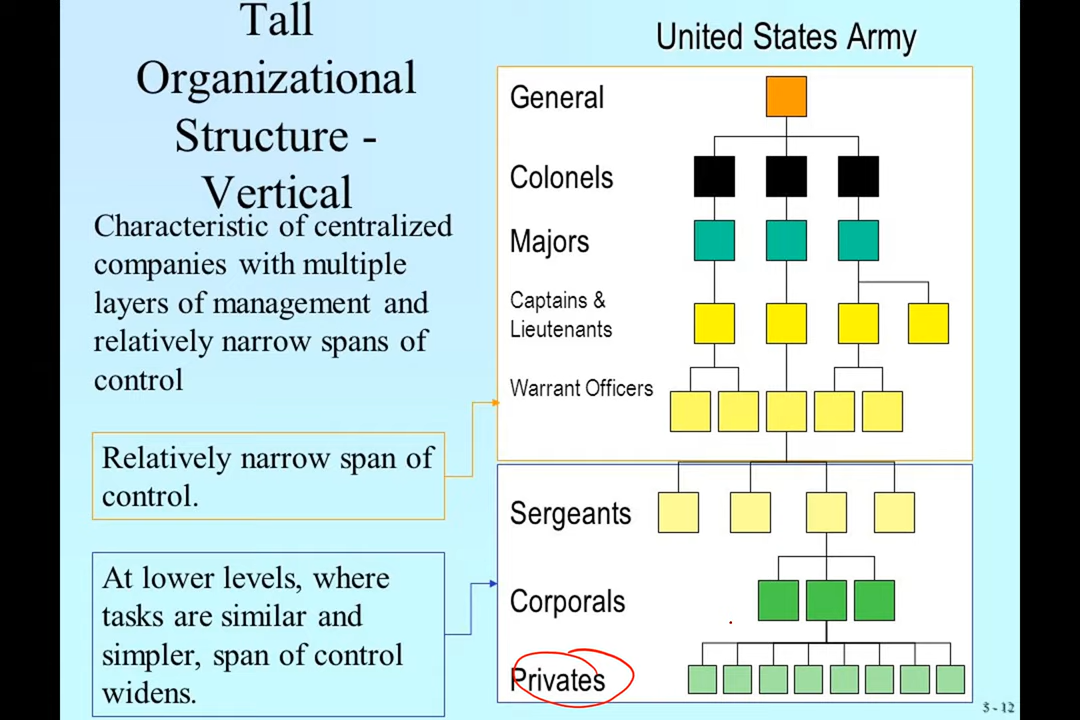 Tall
Organizational
Structure -
Vertical
Characteristic of centralized
companies with multiple
layers of management and
relatively narrow spans of
control
Relatively narrow span of
control.
At lower levels, where
tasks are similar and
simpler, span of control
widens.
United States Army
General
Colonels
Majors
Captains &
Lieutenants
Warrant Officers
Sergeants
Corporals
Privates
5 - 12